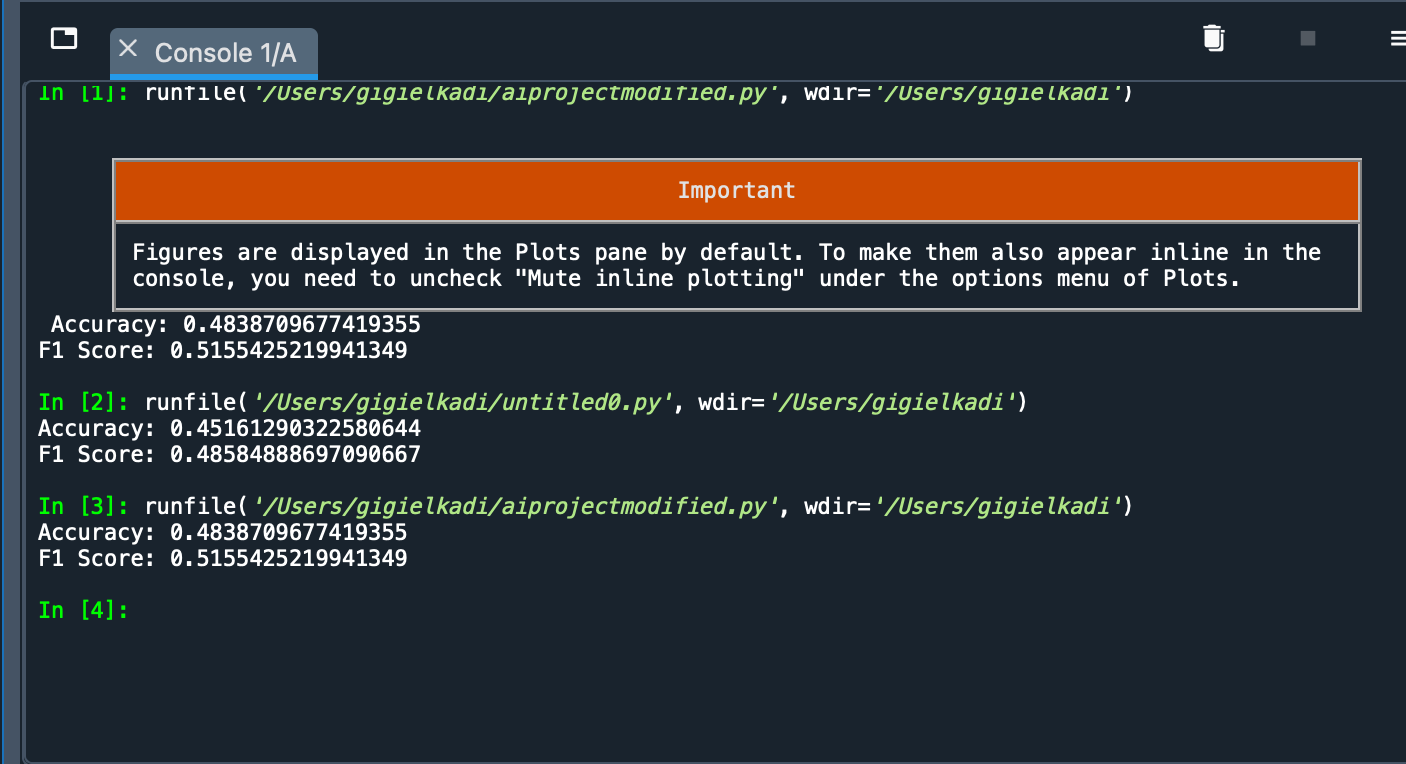 Console 1/A
In [1]: runfile('/Users/gigielkadi/aiprojectmodified.py', wdir='/Users/gigielkadi')
Important
Figures are displayed in the Plots pane by default. To make them also appear inline in the
console, you need to uncheck "Mute inline plotting" under the options menu of Plots.
Accuracy: 0.4838709677419355
F1 Score: 0.5155425219941349
In [2]: runfile('/Users/gigielkadi/untitled0.py', wdir='/Users/gigielkadi')
Accuracy: 0.45161290322580644
F1 Score: 0.48584888697090667
In [3]: runfile('/Users/gigielkadi/aiprojectmodified.py', wdir='/Users/gigielkadi')
Accuracy: 0.4838709677419355
F1 Score: 0.5155425219941349
In [4]: